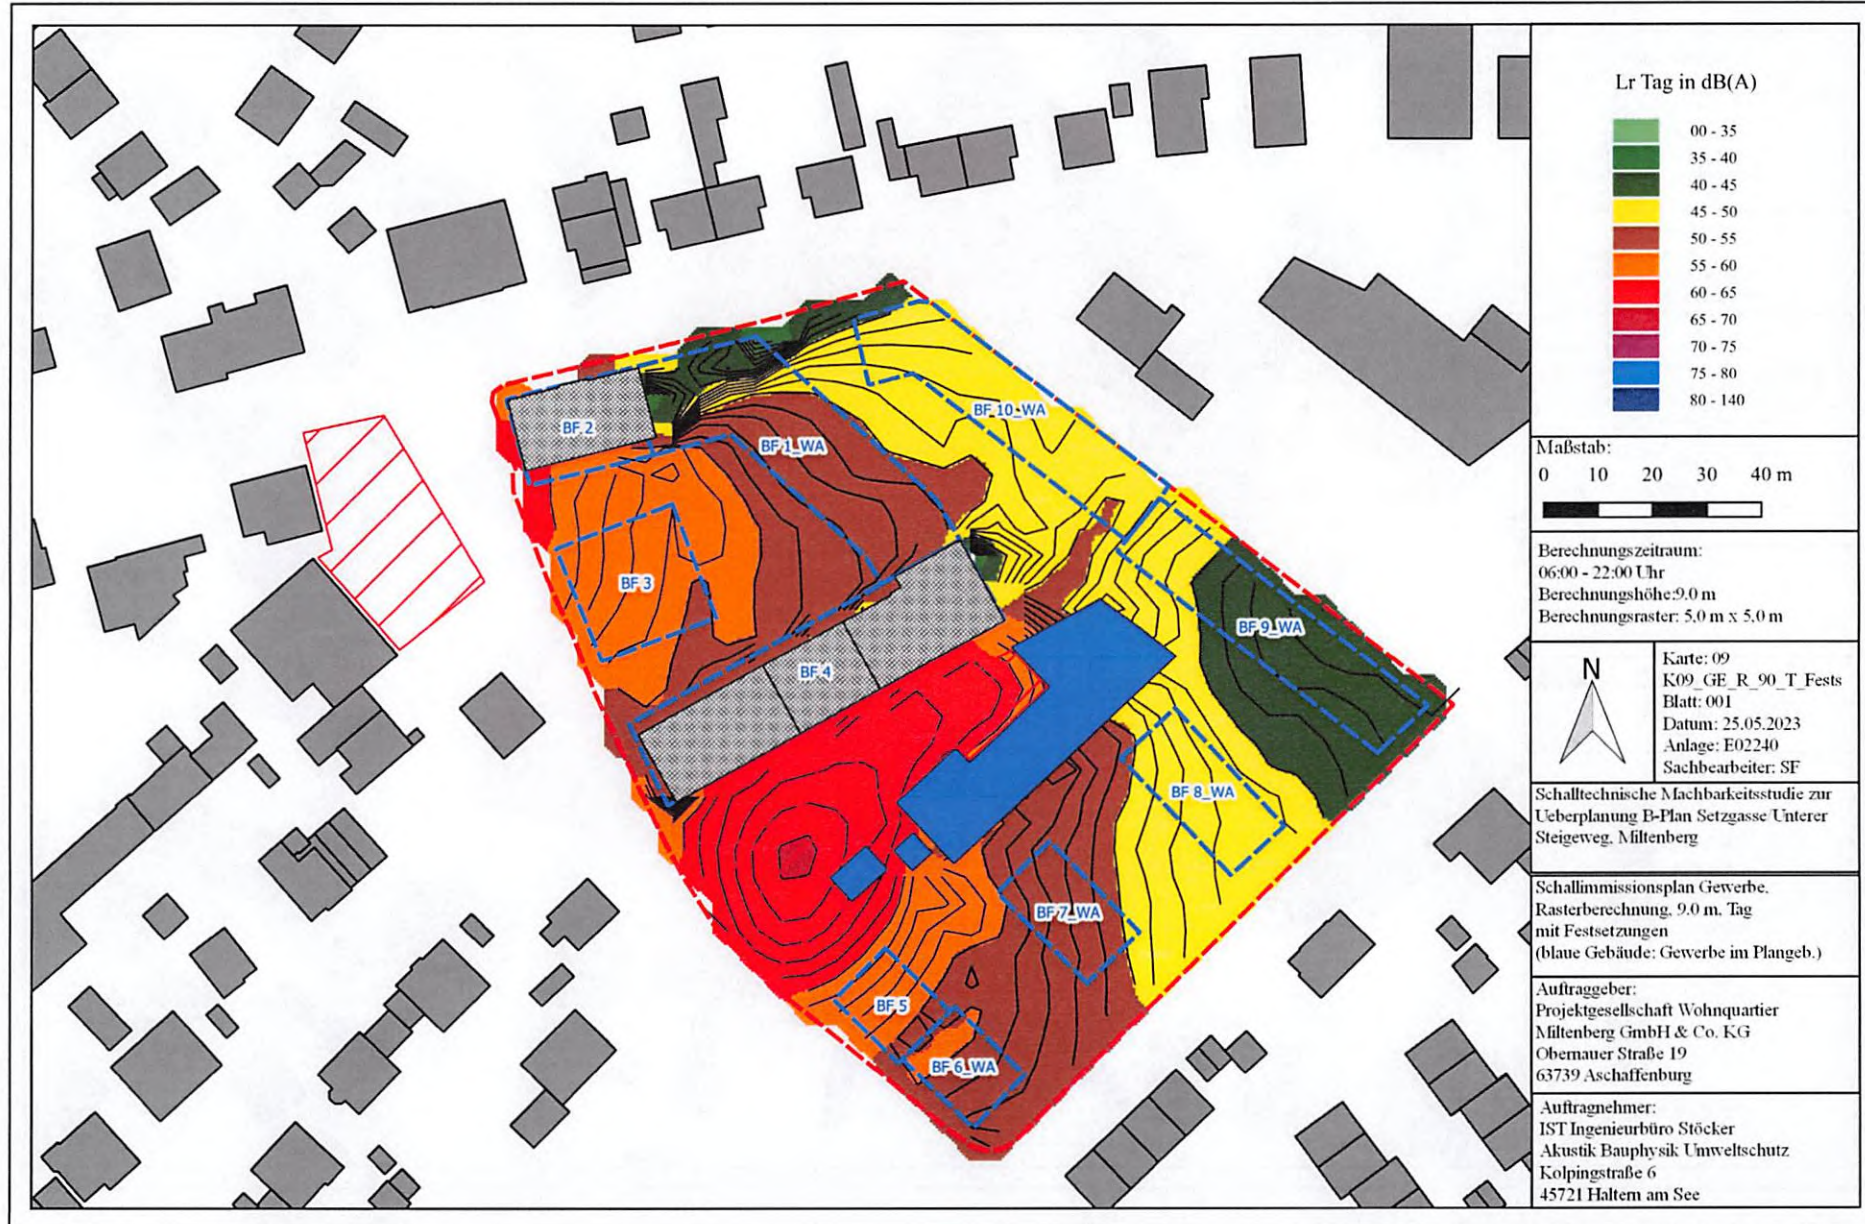 BF 2
BF 1_WA
BF 10_WA
BF 3
BF 9_WA
BF 4
BF 8_WA
BF 7_WA
BF 5
BF 6_WA
Lr Tag in dB(A)
00 - 35
35 - 40
40 - 45
45 - 50
50 - 55
55 - 60
60 - 65
65 - 70
70 - 75
75 - 80
80 - 140
Maßstab:
0 10 20 30 40 m
Berechnungszeitraum:
06:00 - 22:00 Uhr
Berechnungshöhe:9.0 m
Berechnungsraster: 5,0 m x 5,0 m
N
Karte: 09
K09_GE_R_90_T_Fests
Blatt: 001
Datum: 25.05.2023
Anlage: E02240
Sachbearbeiter: SF
Schalltechnische Machbarkeitsstudie zur
Ueberplanung B-Plan Setzgasse/Unterer
Steigeweg, Miltenberg
Schallimmissionsplan Gewerbe,
Rasterberechnung, 9.0 m, Tag
mit Festsetzungen
(blaue Gebäude: Gewerbe im Plangeb.)
Auftraggeber:
Projektgesellschaft Wohnquartier
Miltenberg GmbH & Co. KG
Obernauer Straße 19
63739 Aschaffenburg
Auftragnehmer:
IST Ingenieurbüro Stöcker
Akustik Bauphysik Umweltschutz
Kolpingstraße 6
45721 Haltern am See